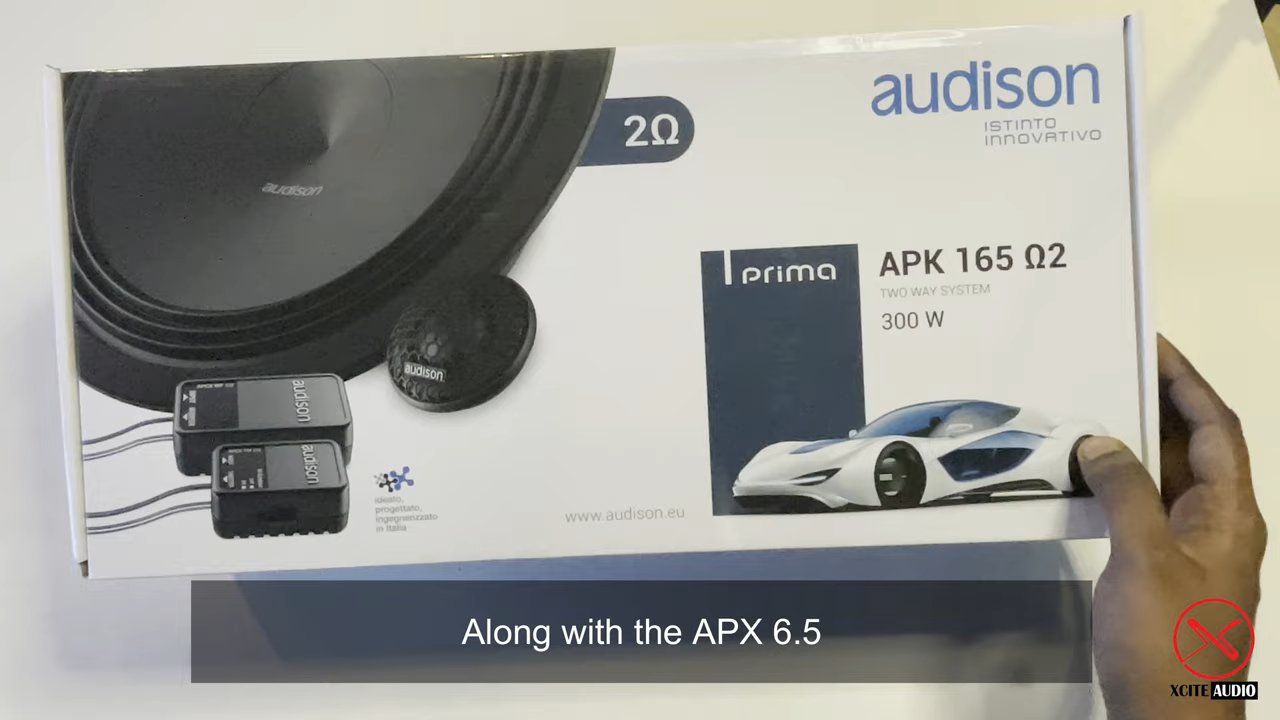 audison
ISTINTO
INNOVATIVO
2Ω
audison
prima
APK 165 Ω2
TWO WAY SYSTEM
300 W
audison
audison
audison
ideato,
progettato,
ingegnerizzato
in Italia
www.audison.eu
Along with the APX 6.5
XCITE AUDIO